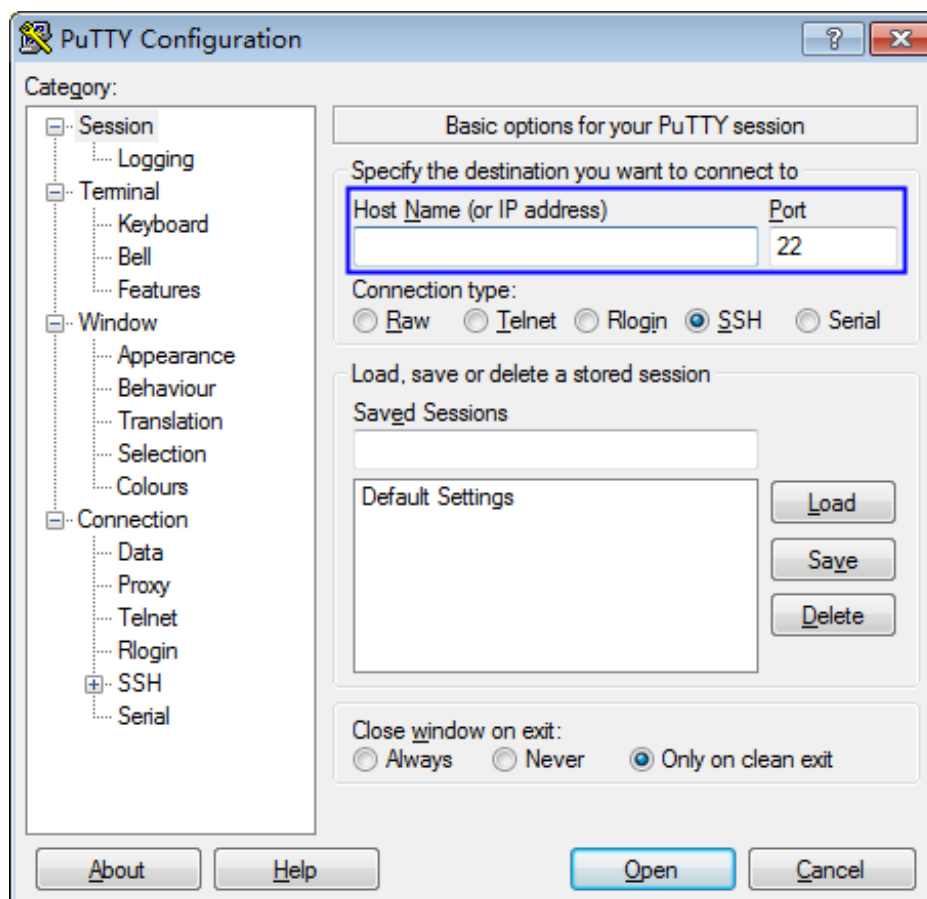 PuTTY Configuration
Category:
Session
Logging
Terminal
Keyboard
Bell
Features
Window
Appearance
Behaviour
Translation
Selection
Colours
Connection
Data
Proxy
Telnet
Rlogin
SSH
Serial
Basic options for your PuTTY session
Specify the destination you want to connect to
Host Name (or IP address) Port
22
Connection type:
Raw Telnet Rlogin SSH Serial
Load, save or delete a stored session
Saved Sessions
Default Settings
Load
Save
Delete
Close window on exit:
Always Never Only on clean exit
About Help Open Cancel